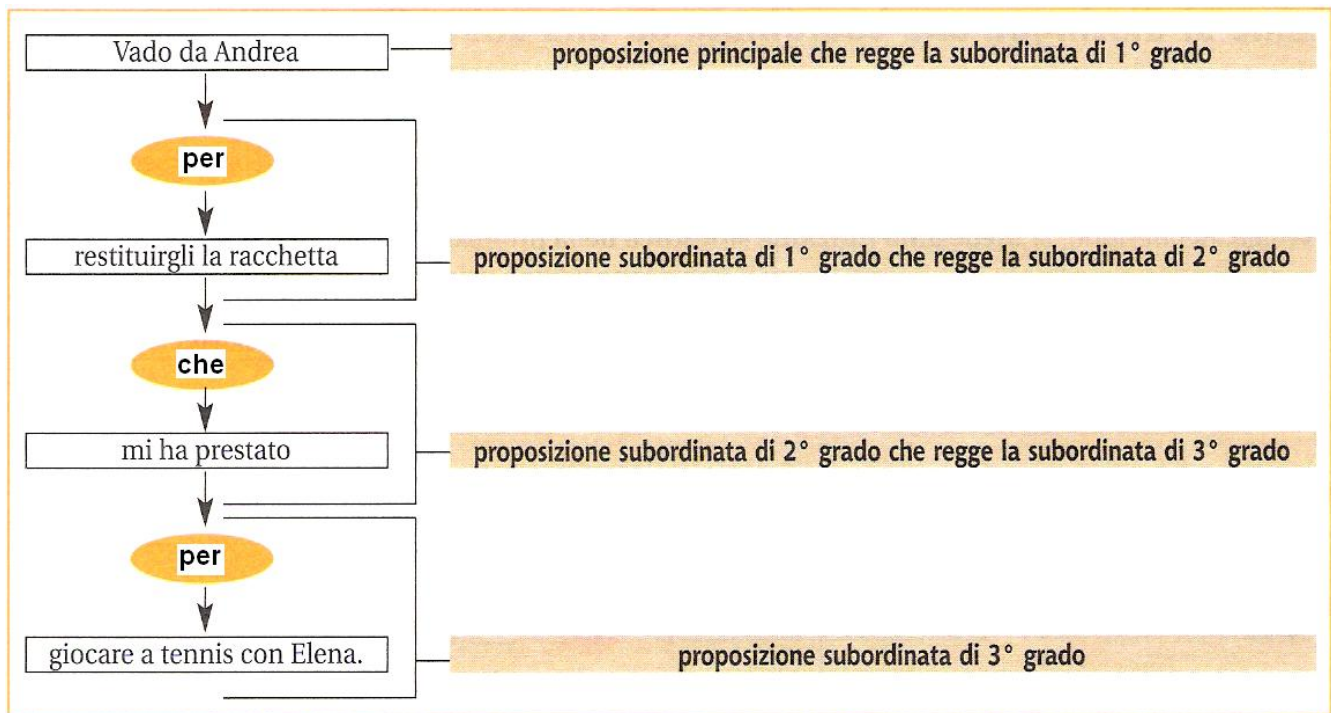 Vado da Andrea
proposizione principale che regge la subordinata di 1° grado
per
restituirgli la racchetta
proposizione subordinata di 1° grado che regge la subordinata di 2° grado
che
mi ha prestato
proposizione subordinata di 2° grado che regge la subordinata di 3° grado
per
giocare a tennis con Elena.
proposizione subordinata di 3° grado